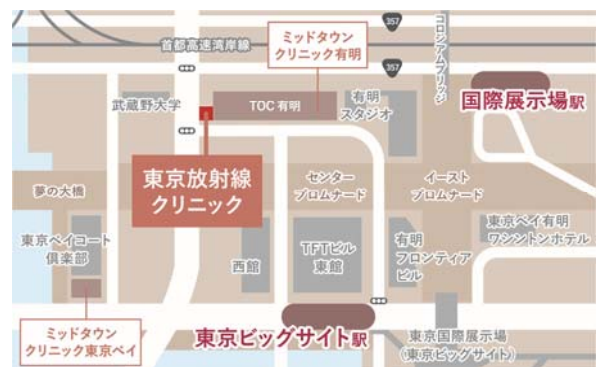 357
首都高速湾岸線
ミッドタウン
クリニック有明
コロシアムブリッジ
357
国際展示場駅
武蔵野大学
TOC 有明
有明
スタジオ
東京放射線
クリニック
センター
プロムナード
イースト
プロムナード
夢の大橋
東京ベイコート
倶楽部
西館
TFTビル
東館
有明
フロンティア
ビル
東京ベイ有明
ワシントンホテル
ミッドタウン
クリニック東京ベイ
東京ビッグサイト駅
東京国際展示場
(東京ビッグサイト)